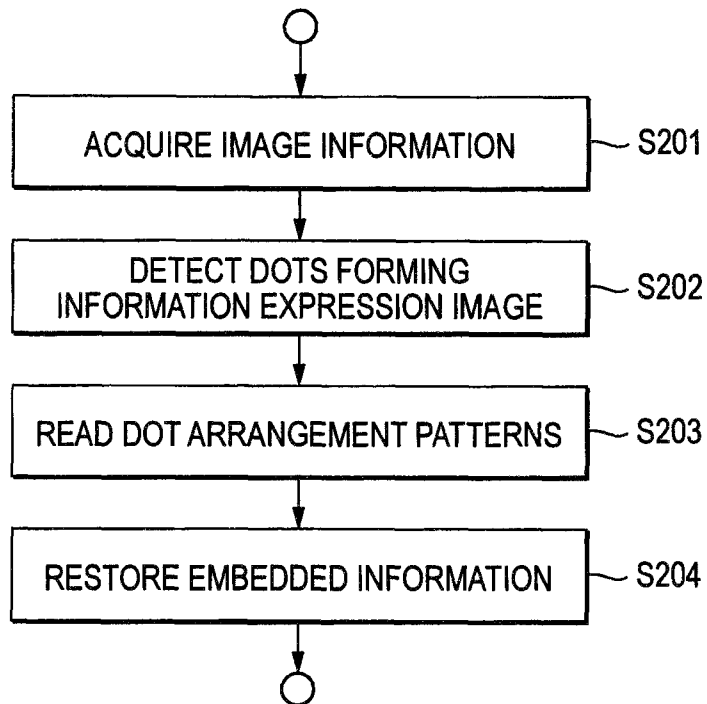 ACQUIRE IMAGE INFORMATION
S201
DETECT DOTS FORMING
INFORMATION EXPRESSION IMAGE
S202
READ DOT ARRANGEMENT PATTERNS
S203
RESTORE EMBEDDED INFORMATION
S204